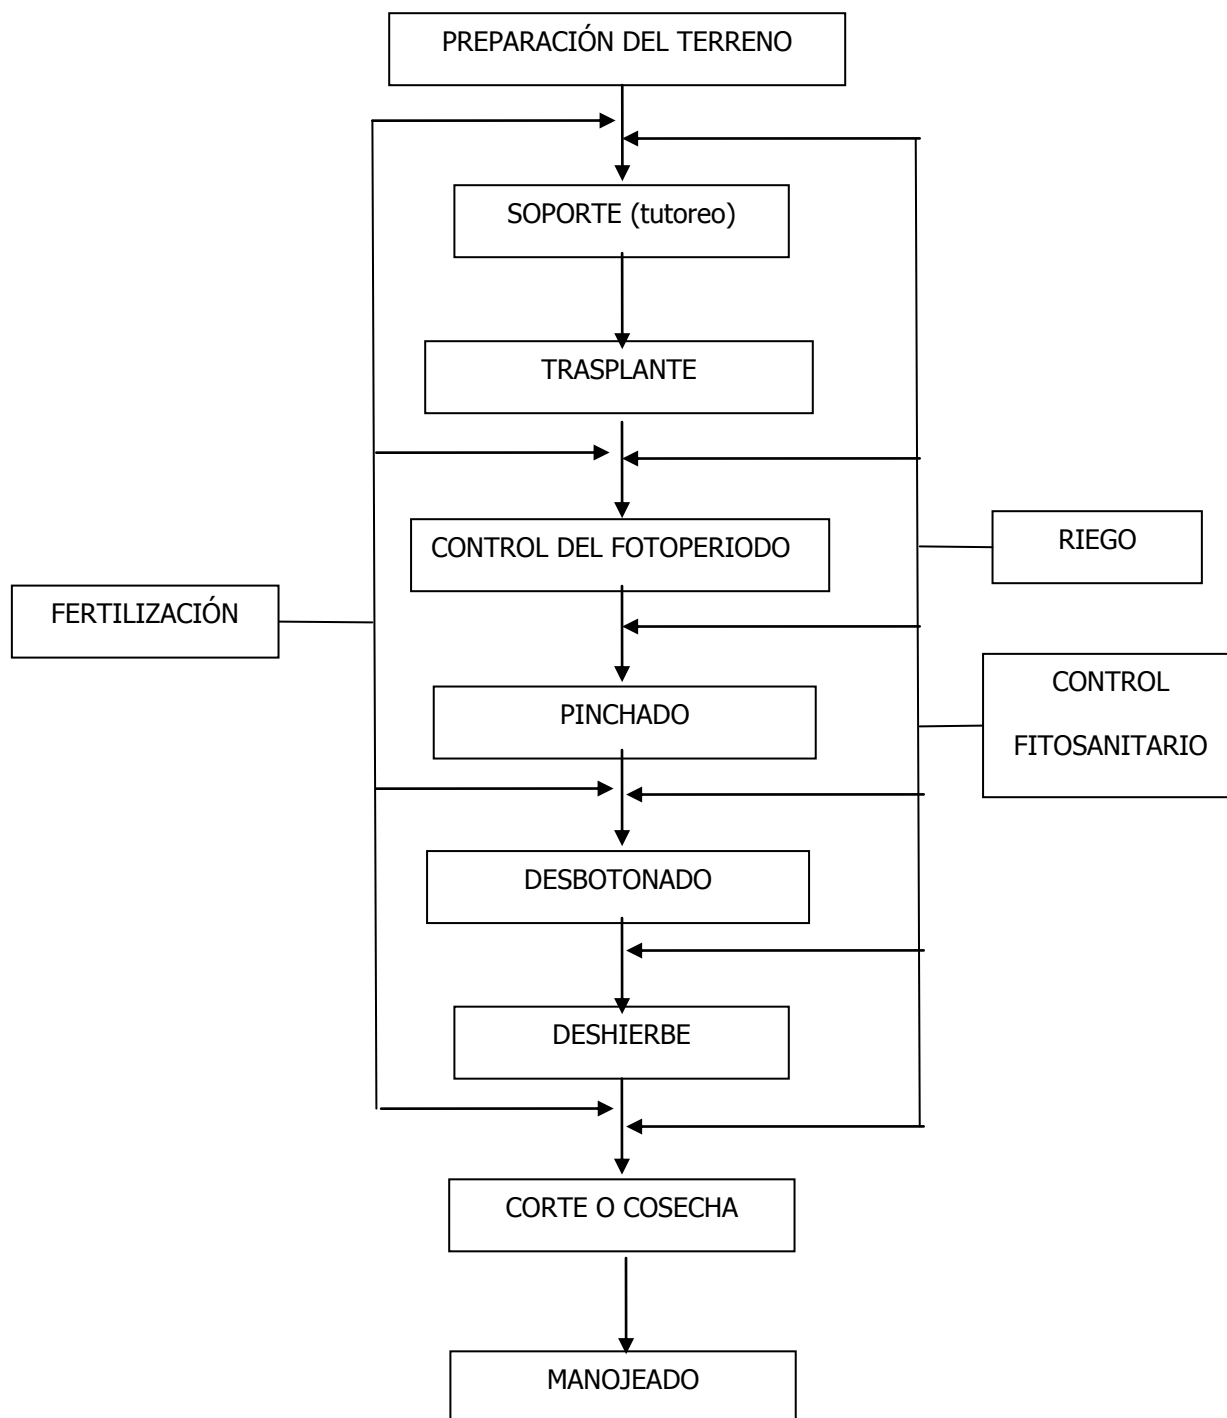 PREPARACIÓN DEL TERRENO
SOPORTE (tutoreo)
TRASPLANTE
CONTROL DEL FOTOPERIODO
RIEGO
FERTILIZACIÓN
CONTROL
FITOSANITARIO
PINCHADO
DESBOTONADO
DESHIERBE
CORTE O COSECHA
MANOJEADO